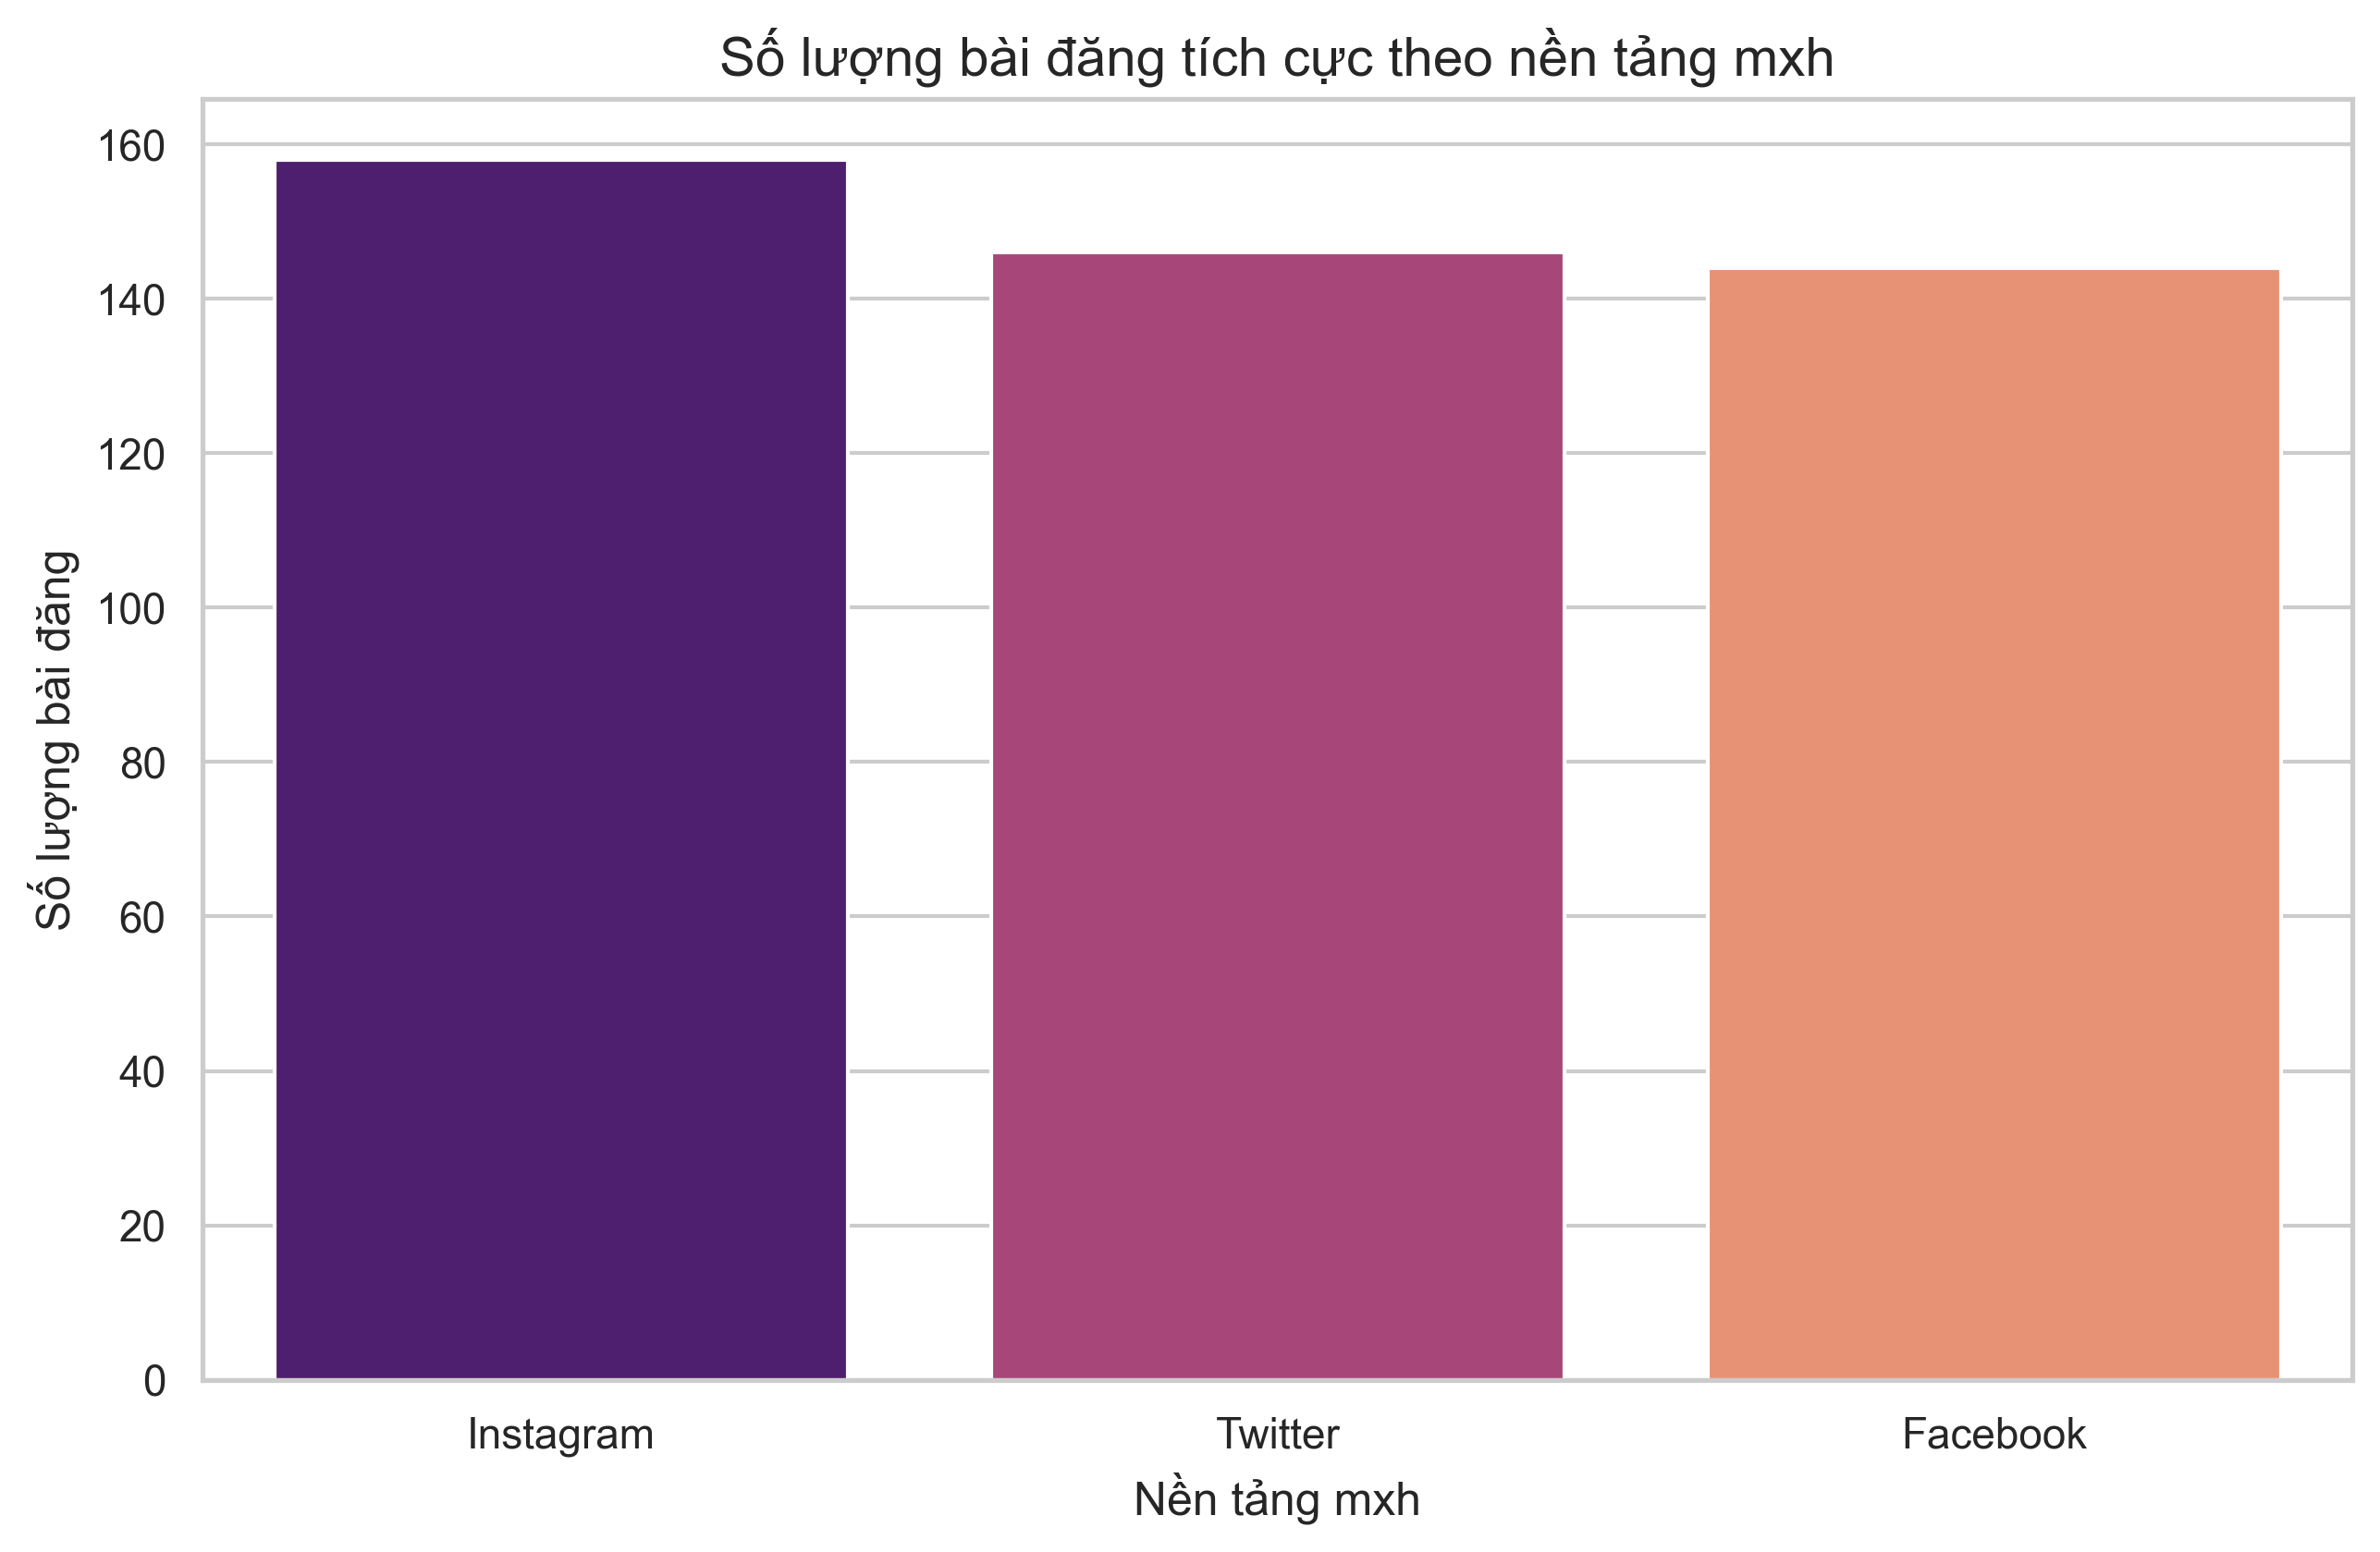 Số lượng bài đăng tích cực theo nền tảng mxh
160
140
120
100
80
60
40
20
0
Số lượng bài đăng
Instagram
Twitter
Facebook
Nền tảng mxh